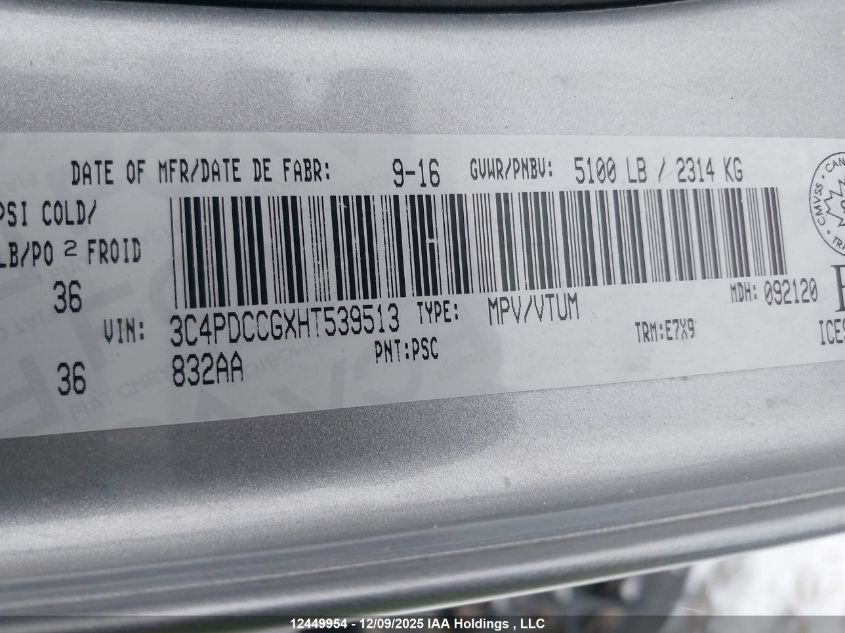 DATE OF MFR/DATE DE FABR: 9-16 GVWR/PNBV: 5100 LB / 2314 KG
PSI COLD/
LB/PO 2 FROID
36
36
VIN: 3C4PDCCGXHT539513 TYPE: MPV/VTUM MDH: 092120
832AA PNT:PSC TRM:E7X9
CMVSS
12449954 - 12/09/2025 IAA Holdings , LLC